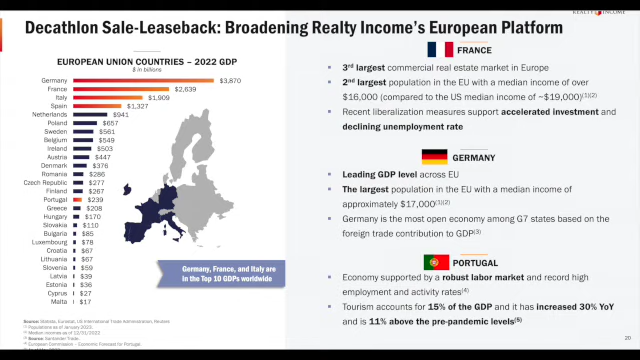 REALTY INCOME
Decathlon Sale-Leaseback: Broadening Realty Income's European Platform
EUROPEAN UNION COUNTRIES – 2022 GDP
$ in billions
Germany $3,870
France $2,639
Italy $1,909
Spain $1,327
Netherlands $941
Poland $657
Sweden $561
Belgium $549
Ireland $503
Austria $447
Denmark $376
Romania $286
Czech Republic $277
Finland $267
Portugal $239
Greece $208
Hungary $170
Slovakia $110
Bulgaria $85
Luxembourg $78
Croatia $67
Lithuania $67
Slovenia $59
Latvia $39
Estonia $36
Cyprus $27
Malta $17
Germany, France, and Italy are
in the Top 10 GDPs worldwide
Source: Statista, Eurostat, US International Trade Administration, Reuters
(1) Populations as of January 2023.
(2) Median income as of 12/31/2022
(3) Source: Santander Trade.
(4) European Commission – Economic Forecast for Portugal.
FRANCE
• 3rd largest commercial real estate market in Europe
• 2nd largest population in the EU with a median income of over
$16,000 (compared to the US median income of ~$19,000)(1)(2)
• Recent liberalization measures support accelerated investment and
declining unemployment rate
GERMANY
• Leading GDP level across EU
• The largest population in the EU with a median income of
approximately $17,000(1)(2)
• Germany is the most open economy among G7 states based on the
foreign trade contribution to GDP(3)
PORTUGAL
• Economy supported by a robust labor market and record high
employment and activity rates(4)
• Tourism accounts for 15% of the GDP and it has increased 30% YoY
and is 11% above the pre-pandemic levels(5)
20